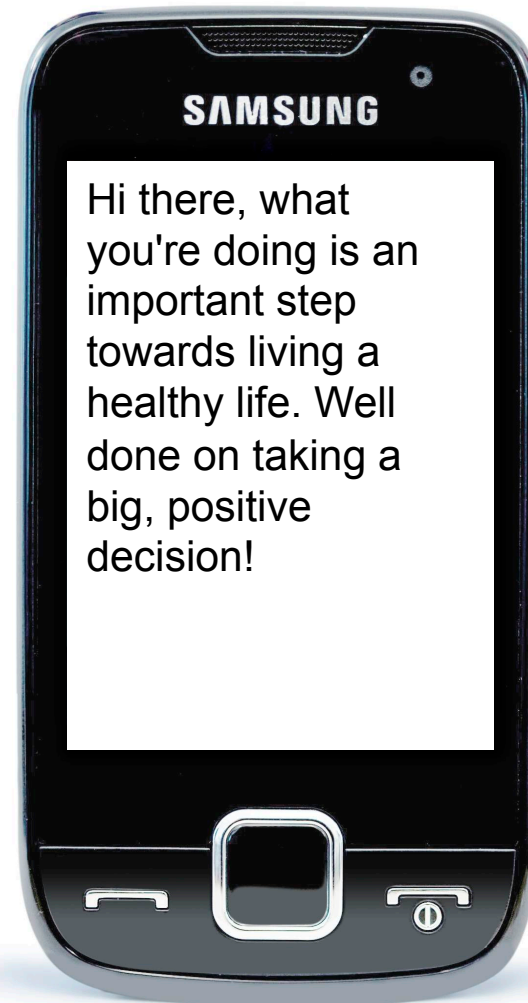 SAMSUNG
Hi there, what
you're doing is an
important step
towards living a
healthy life. Well
done on taking a
big, positive
decision!